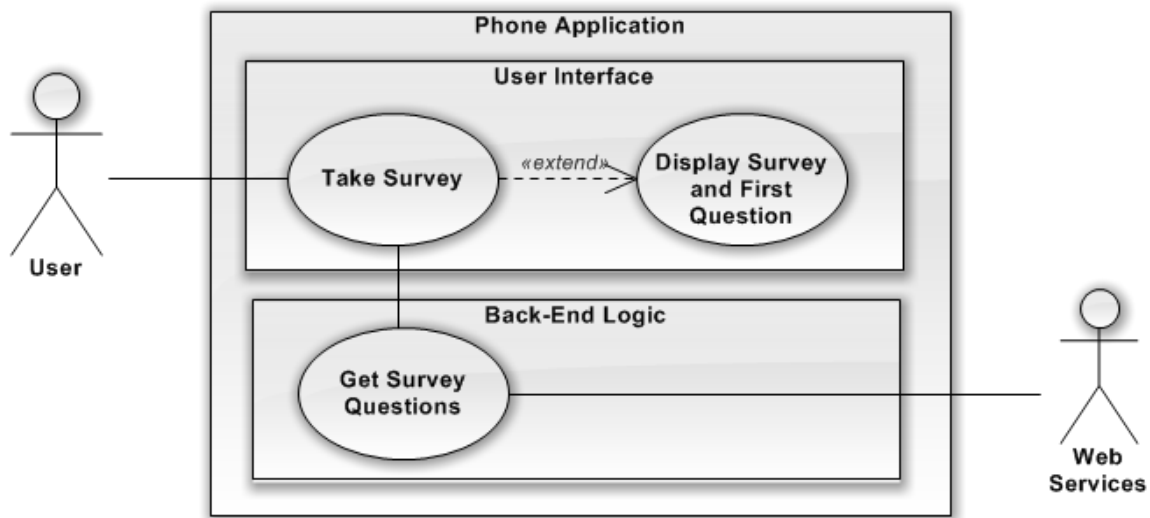 Phone Application
User Interface
Take Survey
«extend»
Display Survey
and First
Question
User
Back-End Logic
Get Survey
Questions
Web
Services